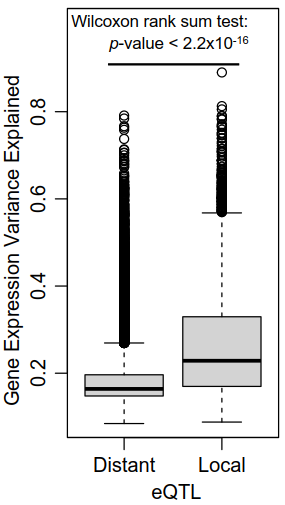 Wilcoxon rank sum test:
p-value < 2.2x10-16
Gene Expression Variance Explained
0.8
0.6
0.4
0.2
Distant Local
eQTL